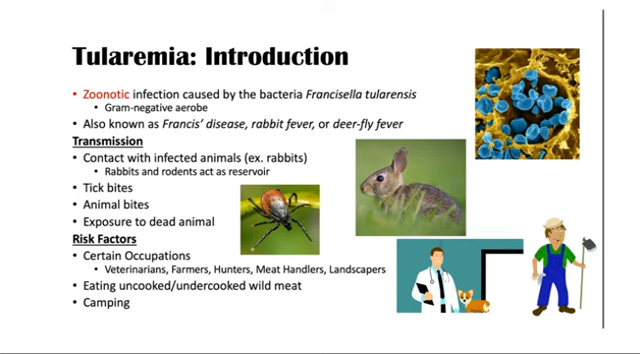 Tularemia: Introduction
• Zoonotic infection caused by the bacteria Francisella tularensis
• Gram-negative aerobe
• Also known as Francis' disease, rabbit fever, or deer-fly fever
Transmission
• Contact with infected animals (ex. rabbits)
• Rabbits and rodents act as reservoir
• Tick bites
• Animal bites
• Exposure to dead animal
Risk Factors
• Certain Occupations
• Veterinarians, Farmers, Hunters, Meat Handlers, Landscapers
• Eating uncooked/undercooked wild meat
• Camping